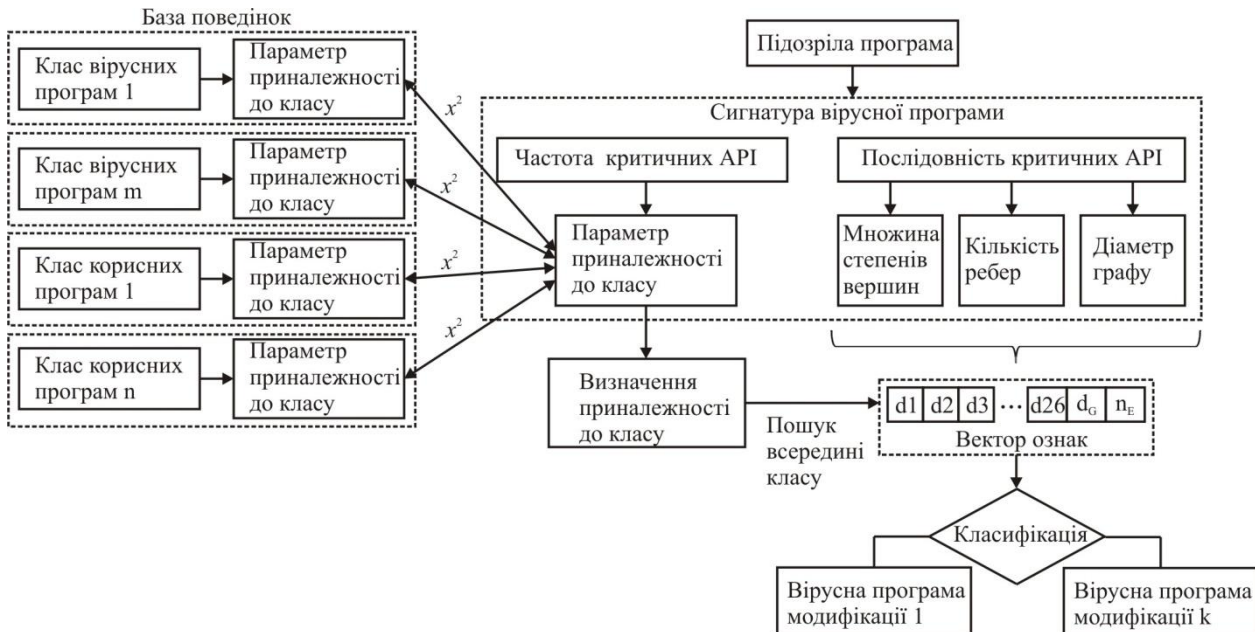 База поведінок
Клас вірусних
програм 1
Параметр
приналежності
до класу
x²
Клас вірусних
програм m
Параметр
приналежності
до класу
x²
Клас корисних
програм 1
Параметр
приналежності
до класу
x²
Клас корисних
програм n
Параметр
приналежності
до класу
x²
Підозріла програма
Сигнатура вірусної програми
Частота критичних АРІ
Послідовність критичних АРІ
Параметр
приналежності
до класу
Множина
степенів
вершин
Кількість
ребер
Діаметр
графу
Визначення
приналежності
до класу
Пошук
всередині
класу
d1 d2 d3 ... d26 d_G n_E
Вектор ознак
Класифікація
Вірусна програма
модифікації 1
Вірусна програма
модифікації k